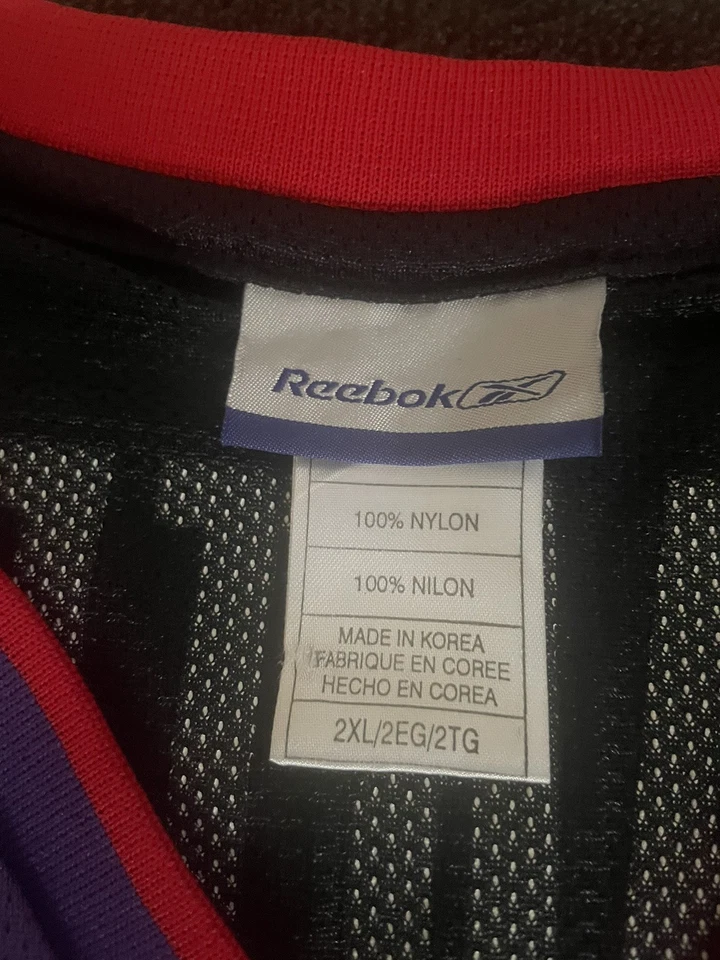 Reebok
100% NYLON
100% NILON
MADE IN KOREA
FABRIQUE EN COREE
HECHO EN COREA
2XL/2EG/2TG